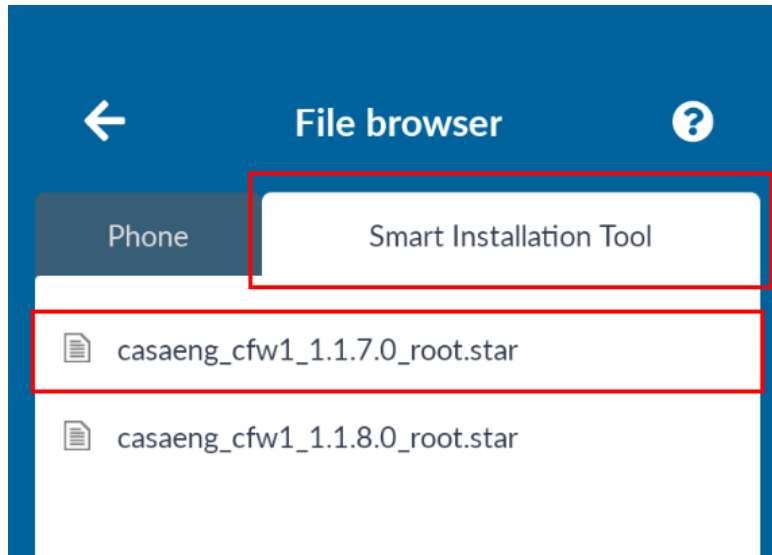 File browser
Phone
Smart Installation Tool
casaeng_cfw1_1.1.7.0_root.star
casaeng_cfw1_1.1.8.0_root.star